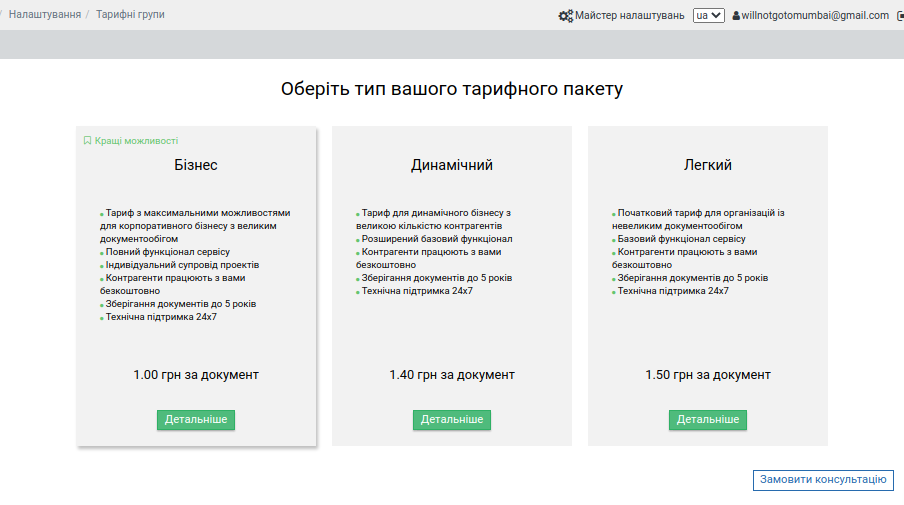 / Налаштування / Тарифні групи
Майстер налаштувань ua willnotgotomumbai@gmail.com
Оберіть тип вашого тарифного пакету
Кращі можливості
Бізнес
Тариф з максимальними можливостями
для корпоративного бізнесу з великим
документообігом
Повний функціонал сервісу
Індивідуальний супровід проектів
Контрагенти працюють з вами
безкоштовно
Зберігання документів до 5 років
Технічна підтримка 24х7
1.00 грн за документ
Детальніше
Динамічний
Тариф для динамічного бізнесу з
великою кількістю контрагентів
Розширений базовий функціонал
Контрагенти працюють з вами
безкоштовно
Зберігання документів до 5 років
Технічна підтримка 24х7
1.40 грн за документ
Детальніше
Легкий
Початковий тариф для організацій із
невеликим документообігом
Базовий функціонал сервісу
Контрагенти працюють з вами
безкоштовно
Зберігання документів до 5 років
Технічна підтримка 24х7
1.50 грн за документ
Детальніше
Замовити консультацію